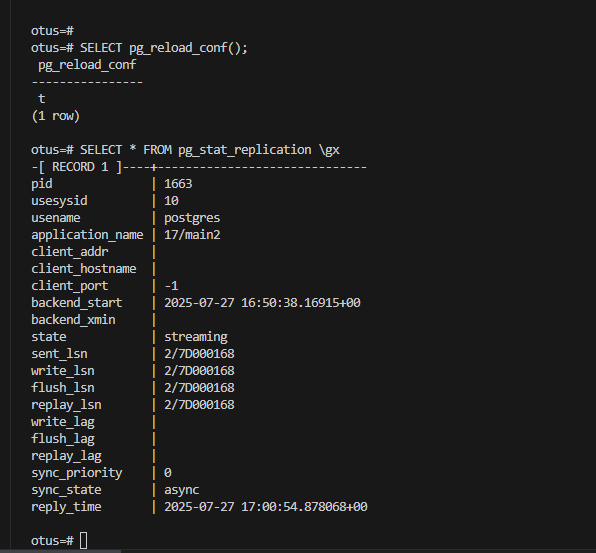 otus=#
otus=# SELECT pg_reload_conf();
 pg_reload_conf
----------------
 t
(1 row)

otus=# SELECT * FROM pg_stat_replication \gx
-[ RECORD 1 ]----+------------------------------
pid              | 1663
usesysid         | 10
usename          | postgres
application_name | 17/main2
client_addr      |
client_hostname  |
client_port      | -1
backend_start    | 2025-07-27 16:50:38.16915+00
backend_xmin     |
state            | streaming
sent_lsn         | 2/7D000168
write_lsn        | 2/7D000168
flush_lsn        | 2/7D000168
replay_lsn       | 2/7D000168
write_lag        |
flush_lag        |
replay_lag       |
sync_priority    | 0
sync_state       | async
reply_time       | 2025-07-27 17:00:54.878068+00

otus=#